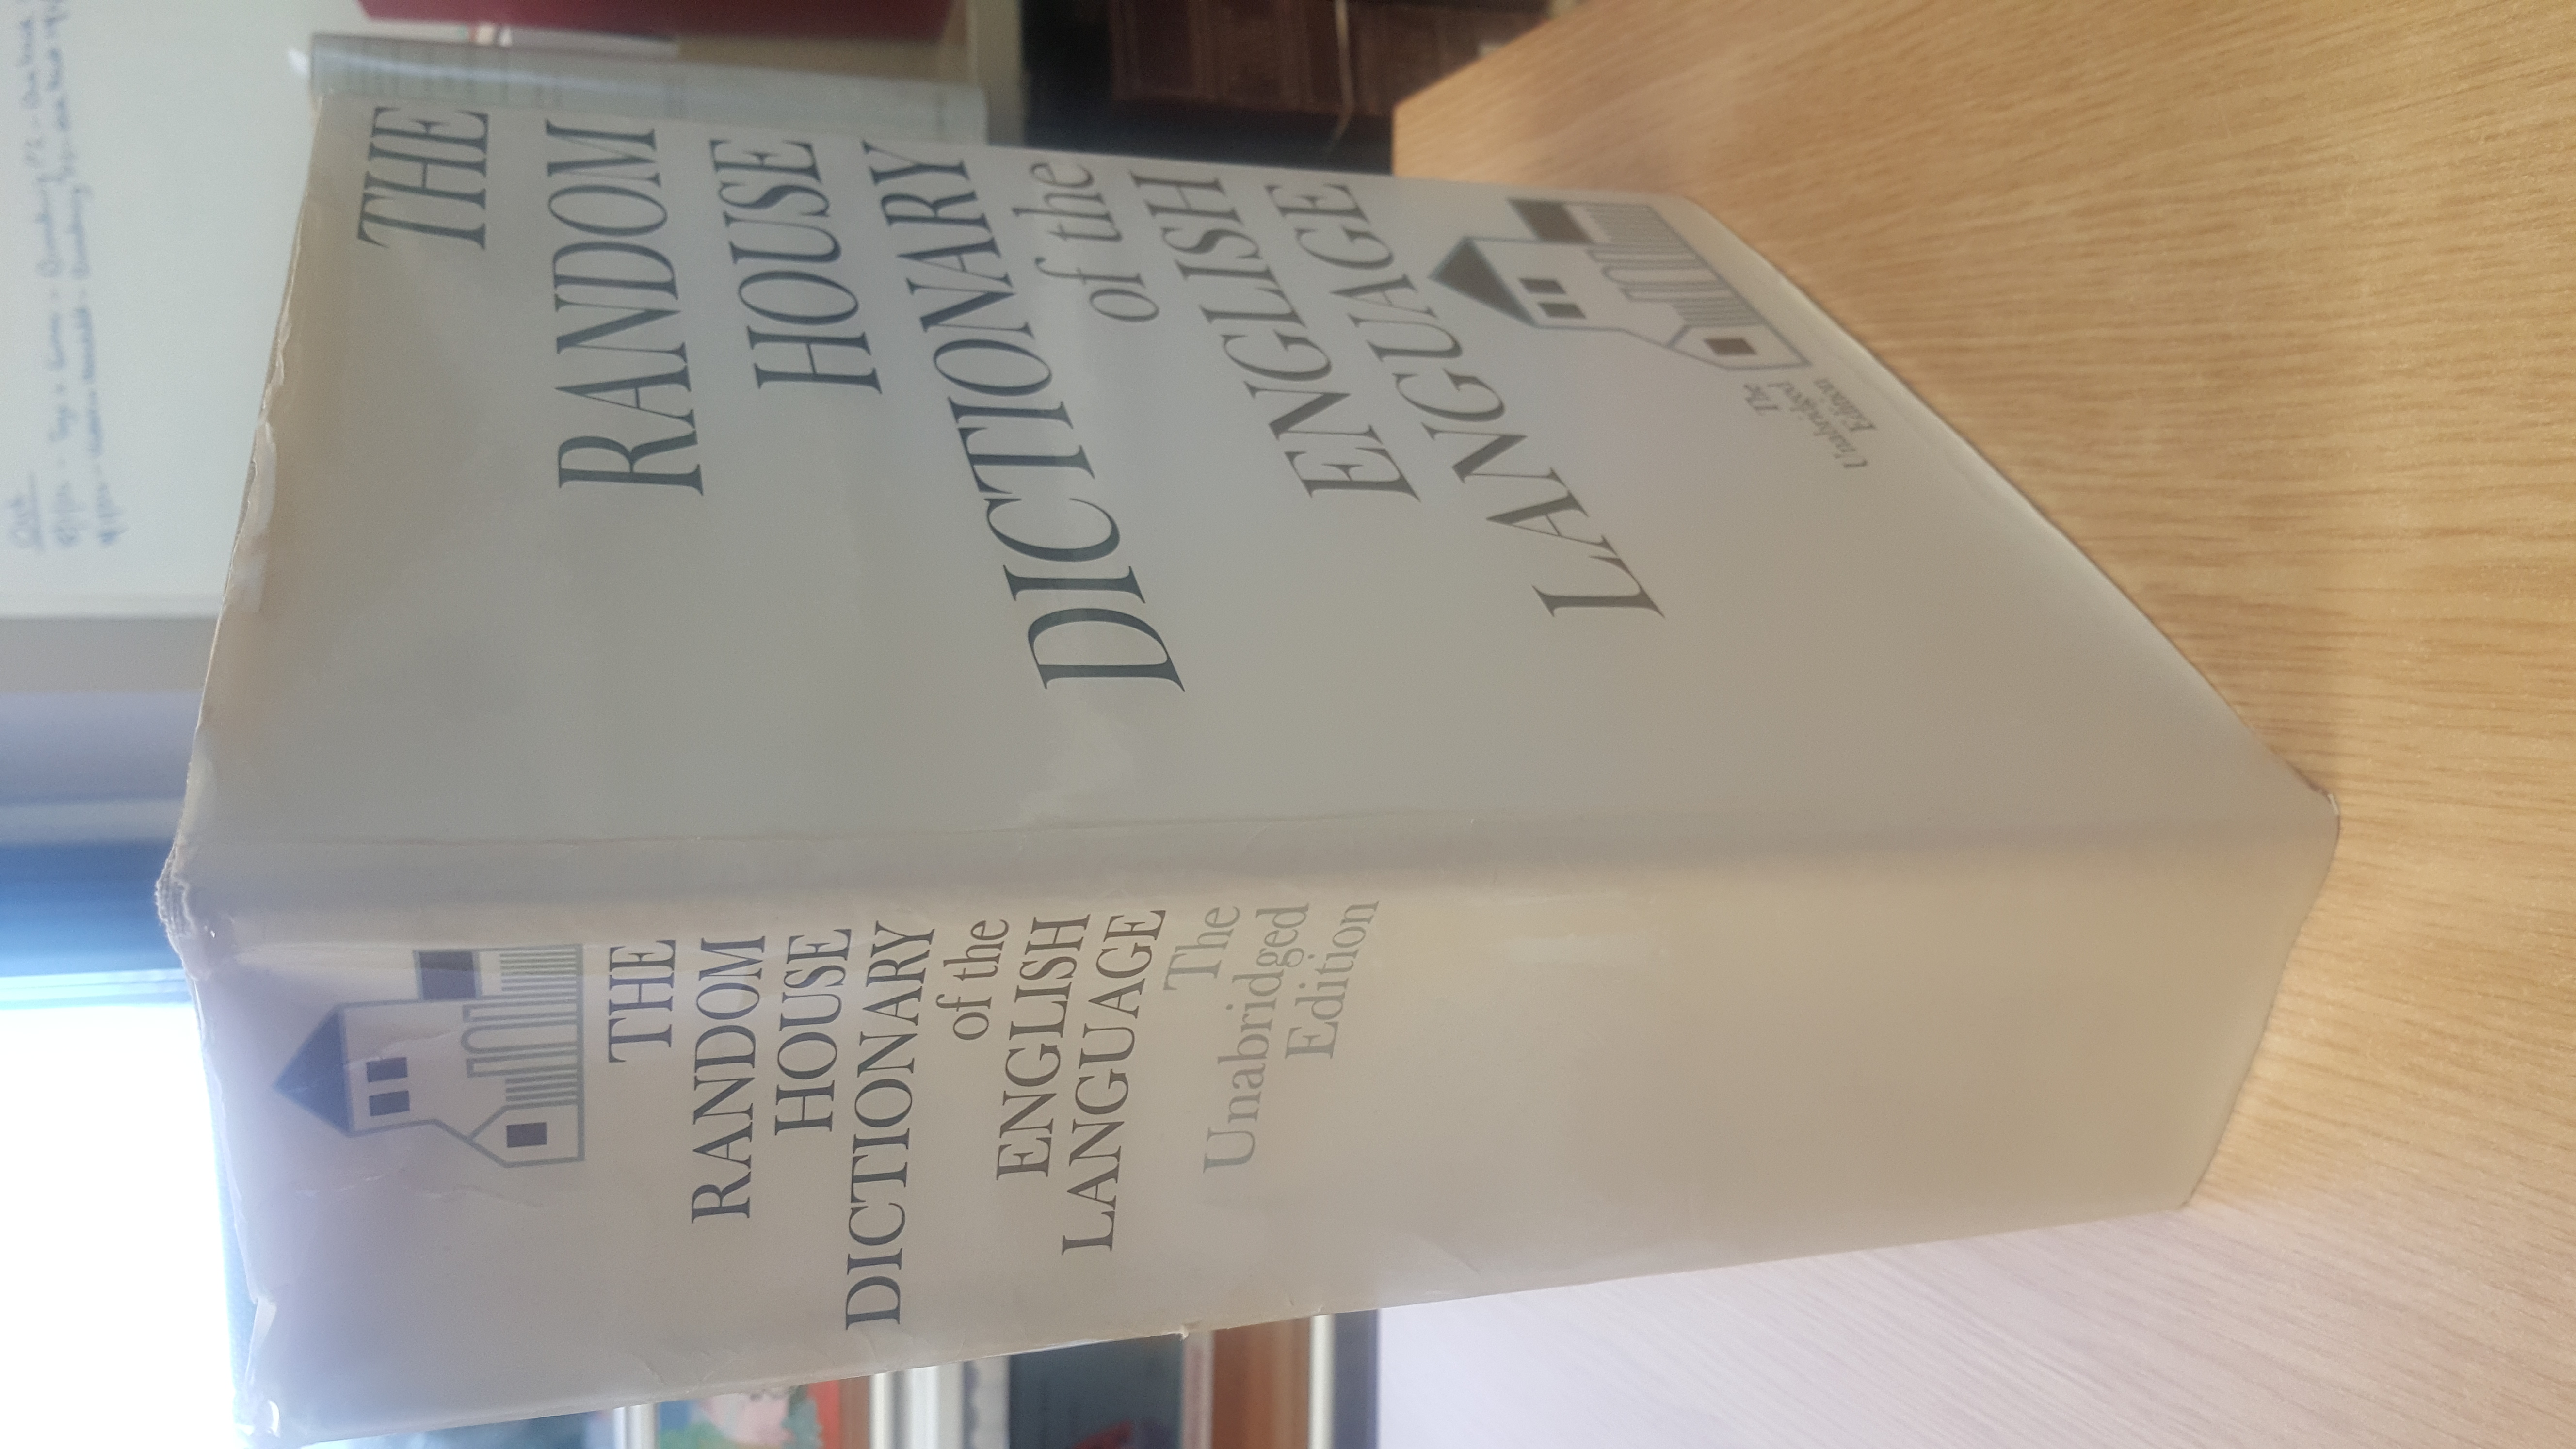 THE
RANDOM
HOUSE
DICTIONARY
of the
ENGLISH
LANGUAGE
The
Unabridged
Edition
THE
RANDOM
HOUSE
DICTIONARY
of the
ENGLISH
LANGUAGE
The
Unabridged
Edition